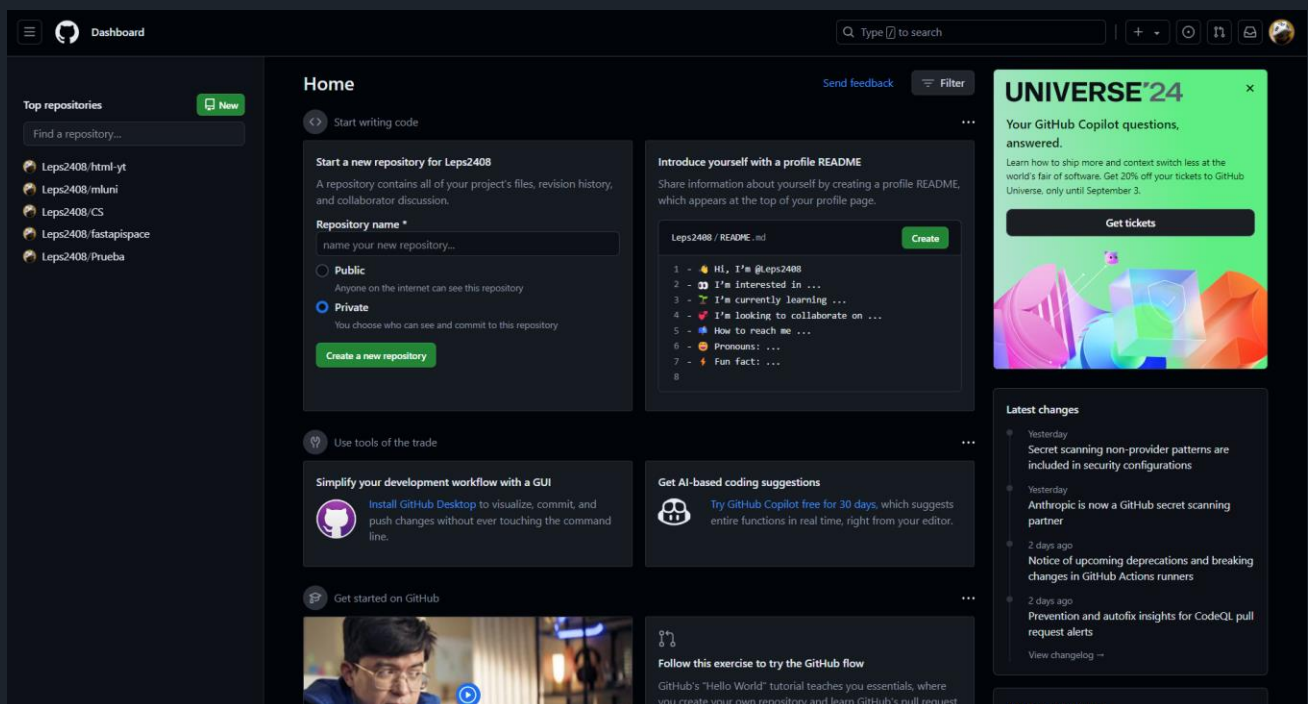 Dashboard
Type / to search
Top repositories
New
Find a repository...
Leps2408/html-yt
Leps2408/mluni
Leps2408/CS
Leps2408/fastapispace
Leps2408/Prueba
Home
Send feedback
Filter
Start writing code
Start a new repository for Leps2408
A repository contains all of your project's files, revision history,
and collaborator discussion.
Repository name *
name your new repository...
Public
Anyone on the internet can see this repository
Private
You choose who can see and commit to this repository
Create a new repository
Introduce yourself with a profile README
Share information about yourself by creating a profile README,
which appears at the top of your profile page.
Leps2408 / README.md
Create
1 - 👋 Hi, I'm @Leps2408
2 - 👀 I'm interested in ...
3 - 🌱 I'm currently learning ...
4 - 💞️ I'm looking to collaborate on ...
5 - 📫 How to reach me ...
6 - 😄 Pronouns: ...
7 - ⚡ Fun fact: ...
8
Use tools of the trade
Simplify your development workflow with a GUI
Install GitHub Desktop to visualize, commit, and
push changes without ever touching the command
line.
Get AI-based coding suggestions
Try GitHub Copilot free for 30 days, which suggests
entire functions in real time, right from your editor.
Get started on GitHub
Follow this exercise to try the GitHub flow
GitHub's "Hello World" tutorial teaches you essentials, where
you create your own repository and learn GitHub's pull request
UNIVERSE'24
Your GitHub Copilot questions,
answered.
Learn how to ship more and context switch less at the
world's fair of software. Get 20% off your tickets to GitHub
Universe, only until September 3.
Get tickets
Latest changes
Yesterday
Secret scanning non-provider patterns are
included in security configurations
Yesterday
Anthropic is now a GitHub secret scanning
partner
2 days ago
Notice of upcoming deprecations and breaking
changes in GitHub Actions runners
2 days ago
Prevention and autofix insights for CodeQL pull
request alerts
View changelog →